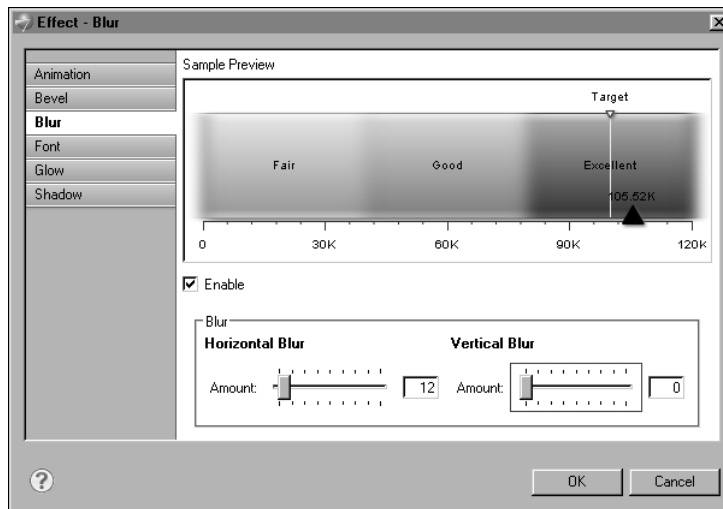 Effect - Blur
Animation
Bevel
Blur
Font
Glow
Shadow
Sample Preview
Target
Fair Good Excellent
105.52K
0 30K 60K 90K 120K
Enable
Blur
Horizontal Blur Vertical Blur
Amount: 12 Amount: 0
? OK Cancel